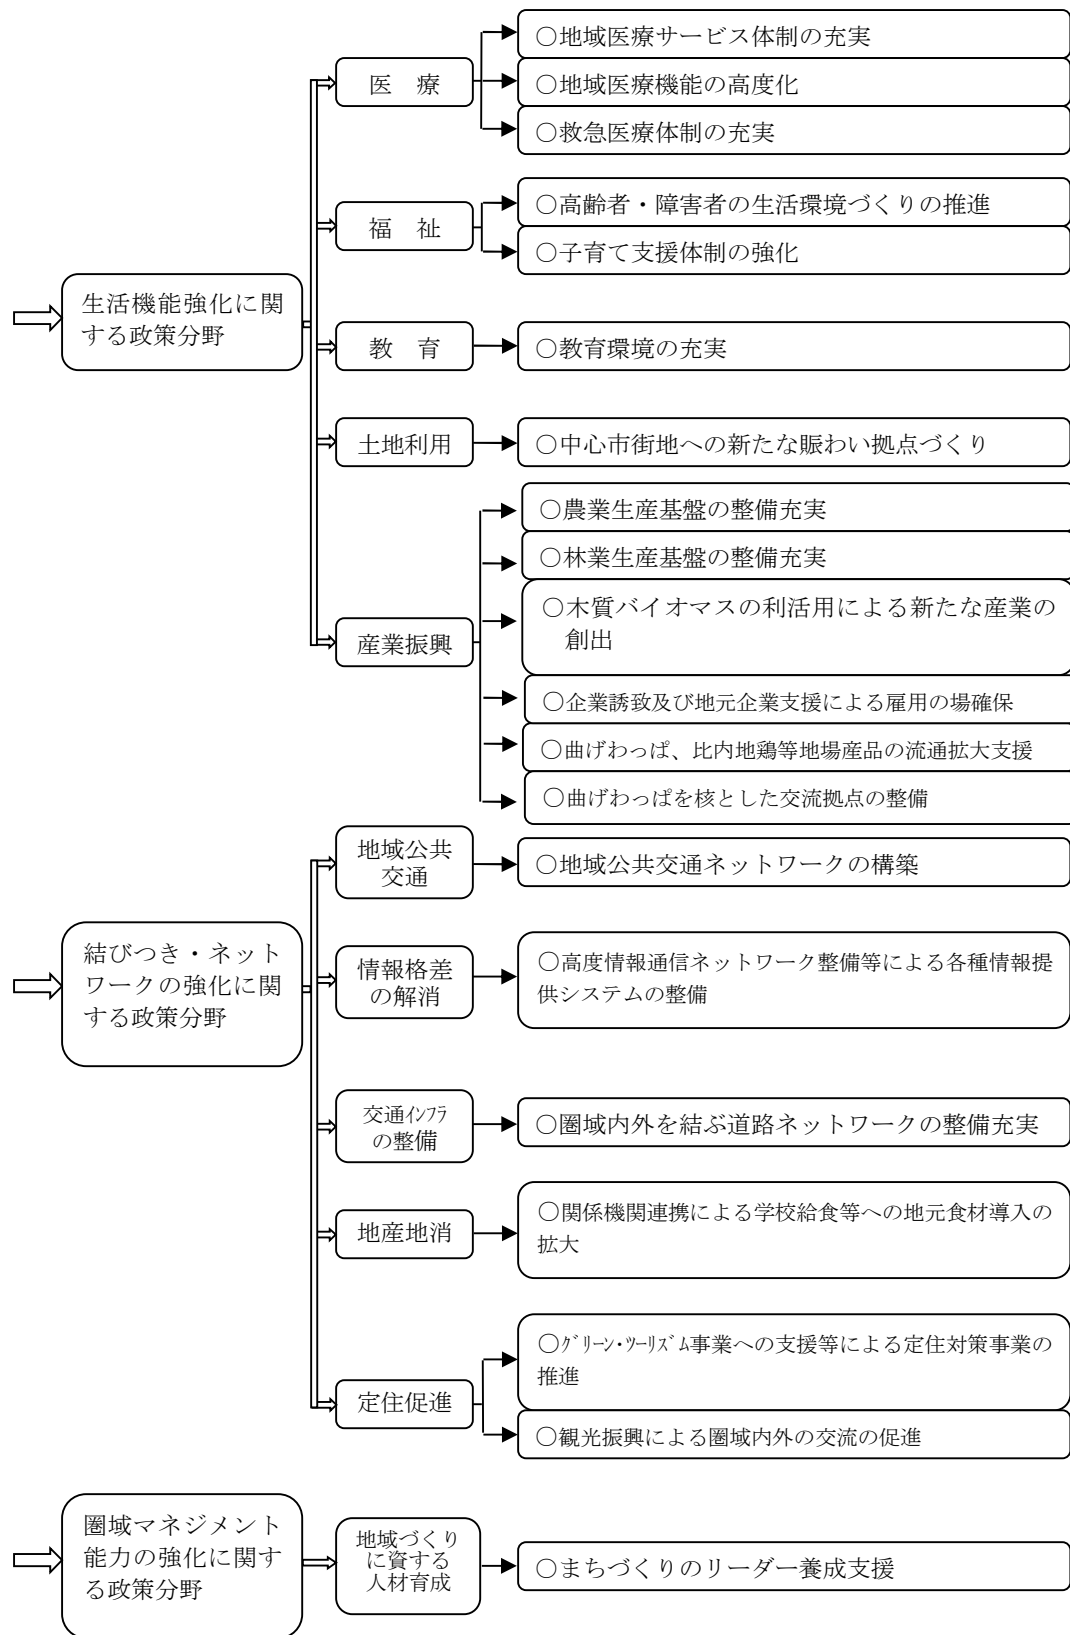 生活機能強化に関
する政策分野
医　療
○地域医療サービス体制の充実
○地域医療機能の高度化
○救急医療体制の充実
福　祉
○高齢者・障害者の生活環境づくりの推進
○子育て支援体制の強化
教　育
○教育環境の充実
土地利用
○中心市街地への新たな賑わい拠点づくり
産業振興
○農業生産基盤の整備充実
○林業生産基盤の整備充実
○木質バイオマスの利活用による新たな産業の
創出
○企業誘致及び地元企業支援による雇用の場確保
○曲げわっぱ、比内地鶏等地場産品の流通拡大支援
○曲げわっぱを核とした交流拠点の整備
結びつき・ネット
ワークの強化に関
する政策分野
地域公共
交通
○地域公共交通ネットワークの構築
情報格差
の解消
○高度情報通信ネットワーク整備等による各種情報提
供システムの整備
交通ｲﾝﾌﾗ
の整備
○圏域内外を結ぶ道路ネットワークの整備充実
地産地消
○関係機関連携による学校給食等への地元食材導入の
拡大
定住促進
○ｸﾞﾘｰﾝ・ﾂｰﾘｽﾞﾑ事業への支援等による定住対策事業の
推進
○観光振興による圏域内外の交流の促進
圏域マネジメント
能力の強化に関す
る政策分野
地域づくり
に資する
人材育成
○まちづくりのリーダー養成支援